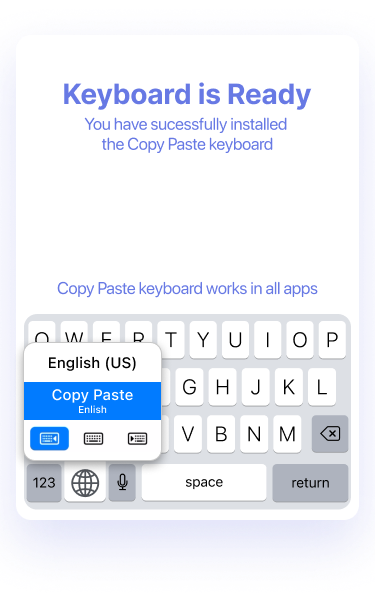 Keyboard is Ready
You have sucessfully installed
the Copy Paste keyboard
Copy Paste keyboard works in all apps
Q W E R T Y U I O P
English (US)
Copy Paste
Enlish
G H J K L
V B N M
123 space return